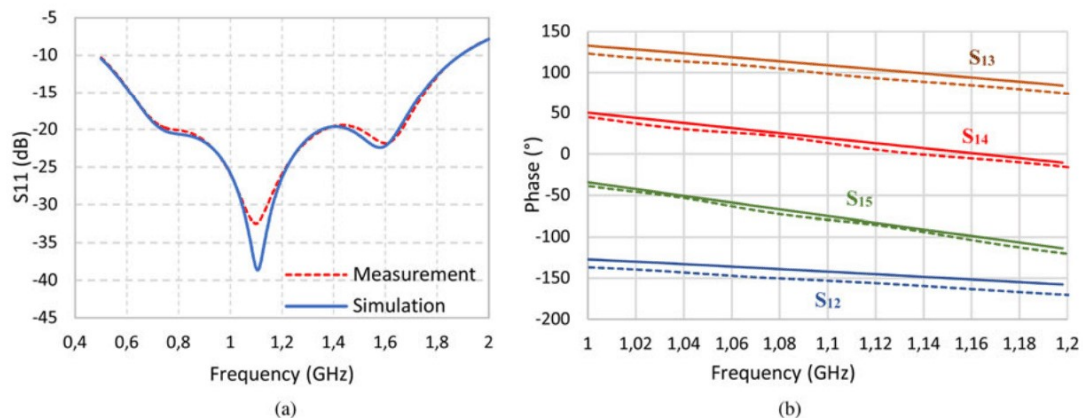 -5
-10
-15
-20
-25
-30
-35
-40
-45
S11 (dB)
Measurement
Simulation
0,4 0,6 0,8 1 1,2 1,4 1,6 1,8 2
Frequency (GHz)
(a)
150
100
50
0
-50
-100
-150
-200
Phase (°)
S13
S14
S15
S12
1 1,02 1,04 1,06 1,08 1,1 1,12 1,14 1,16 1,18 1,2
Frequency (GHz)
(b)